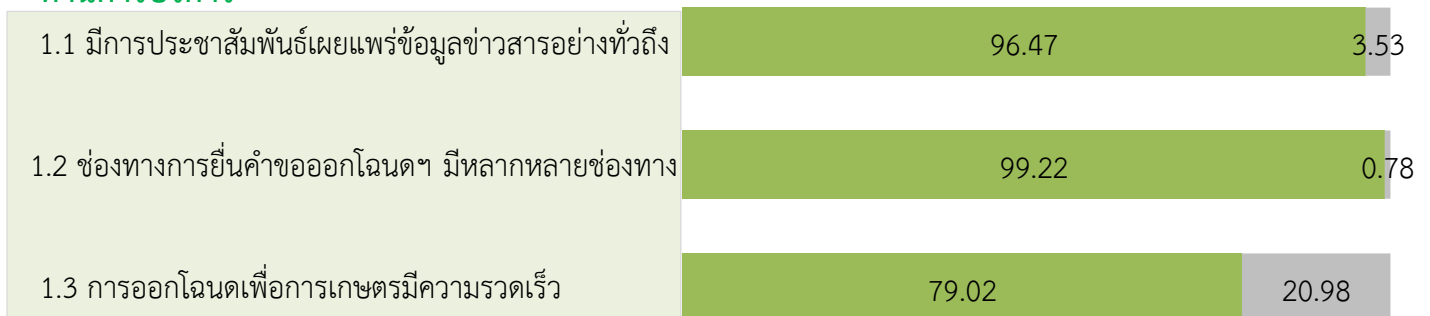 1.1 มีการประชาสัมพันธ์เผยแพร่ข้อมูลข่าวสารอย่างทั่วถึง 96.47 3.53
1.2 ช่องทางการยื่นคำขอออกโฉนดฯ มีหลากหลายช่องทาง 99.22 0.78
1.3 การออกโฉนดเพื่อการเกษตรมีความรวดเร็ว 79.02 20.98